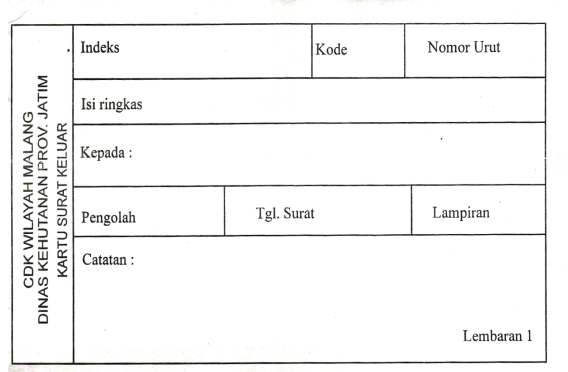 CDK WILAYAH MALANG
DINAS KEHUTANAN PROV. JATIM
KARTU SURAT KELUAR
Indeks Kode Nomor Urut
Isi ringkas
Kepada :
Pengolah Tgl. Surat Lampiran
Catatan :
Lembaran 1